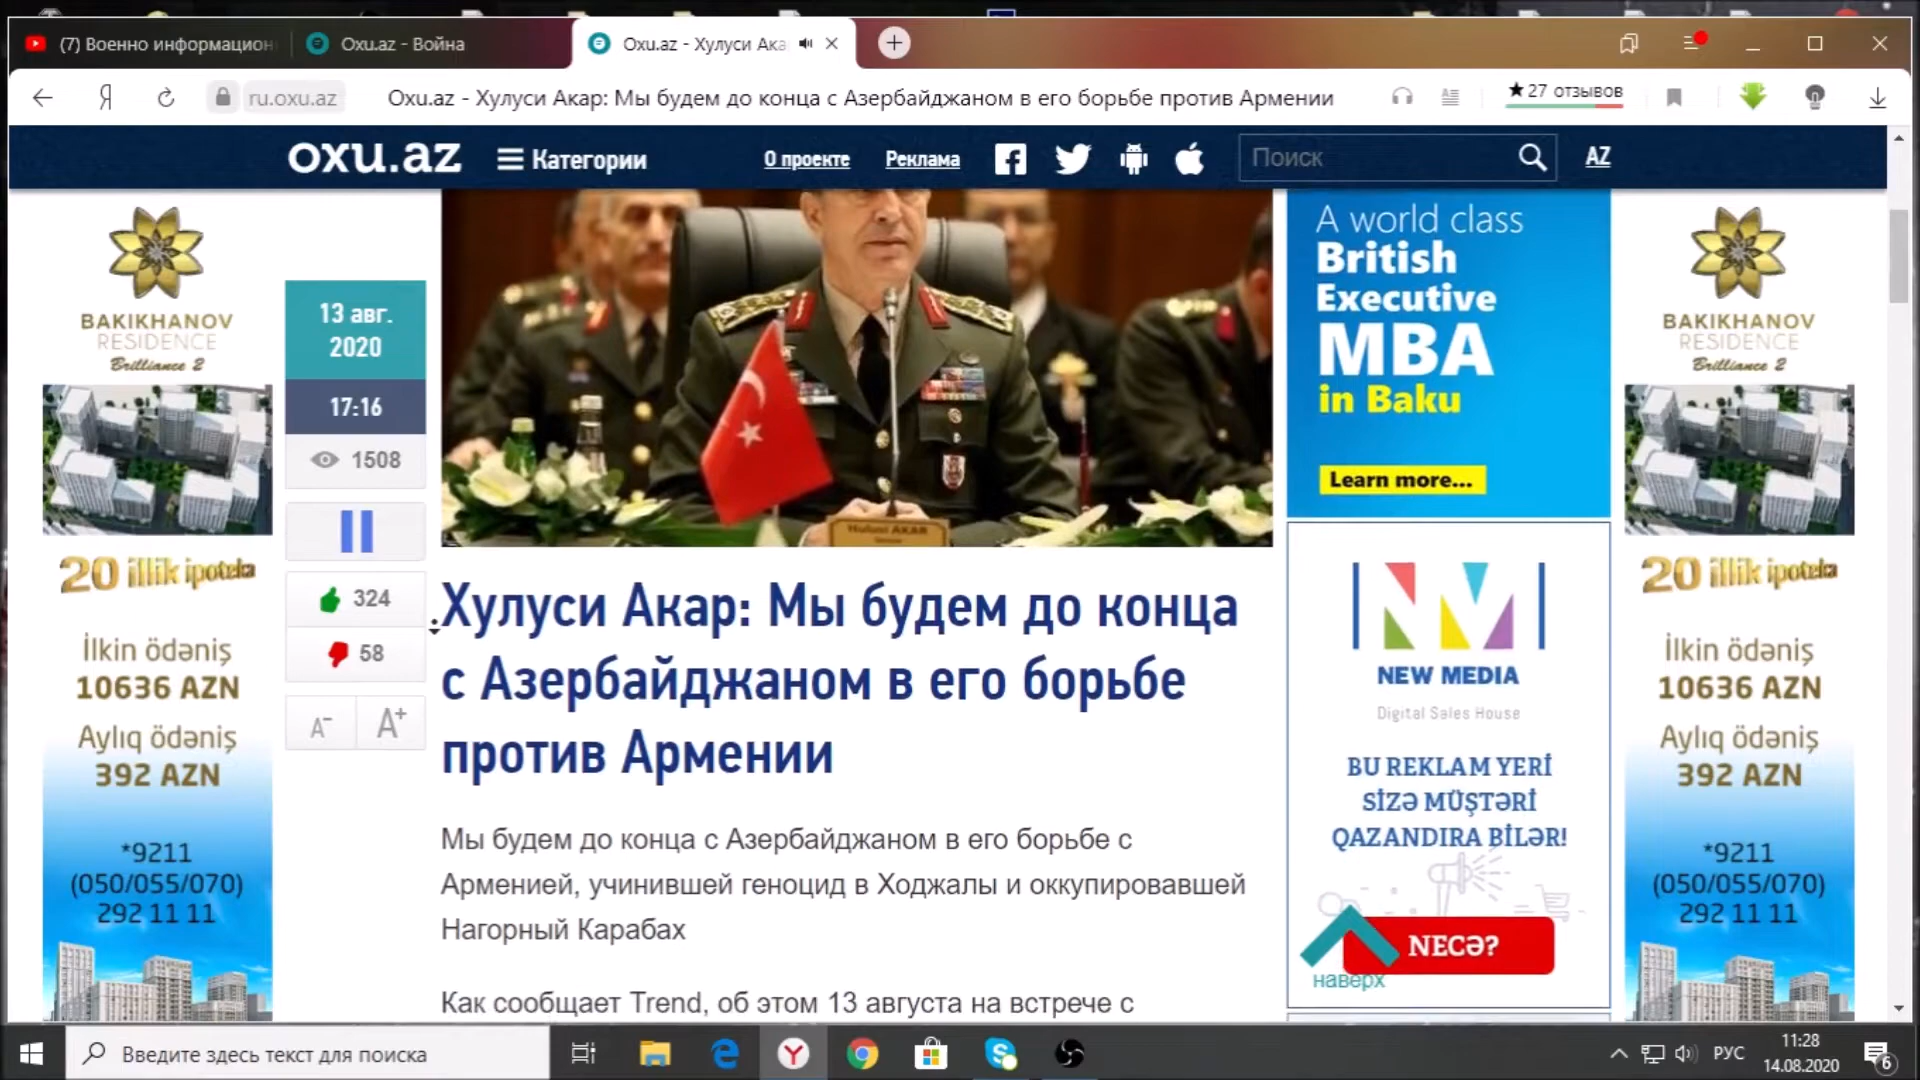 (7) Военно информацион
Oxu.az - Война
Oxu.az - Хулуси Ака
Я
ru.oxu.az
Oxu.az - Хулуси Акар: Мы будем до конца с Азербайджаном в его борьбе против Армении
★ 27 отзывов
oxu.az
Категории
О проекте
Реклама
Поиск
AZ
BAKIKHANOV
RESIDENCE
Brilliance 2
20 illik ipoteka
İlkin ödəniş
10636 AZN
Aylıq ödəniş
392 AZN
*9211
(050/055/070)
292 11 11
13 авг.
2020
17:16
1508
324
58
A-
A+
Hulusi AKAR
Хулуси Акар: Мы будем до конца
с Азербайджаном в его борьбе
против Армении
Мы будем до конца с Азербайджаном в его борьбе с
Арменией, учинившей геноцид в Ходжалы и оккупировавшей
Нагорный Карабах
Как сообщает Trend, об этом 13 августа на встрече с
A world class
British
Executive
MBA
in Baku
Learn more...
NEW MEDIA
Digital Sales House
BU REKLAM YERİ
SİZƏ MÜŞTƏRİ
QAZANDIRA BİLƏR!
NECƏ?
наверх
BAKIKHANOV
RESIDENCE
Brilliance 2
20 illik ipoteka
İlkin ödəniş
10636 AZN
Aylıq ödəniş
392 AZN
*9211
(050/055/070)
292 11 11
Введите здесь текст для поиска
РУС
11:28
14.08.2020
6